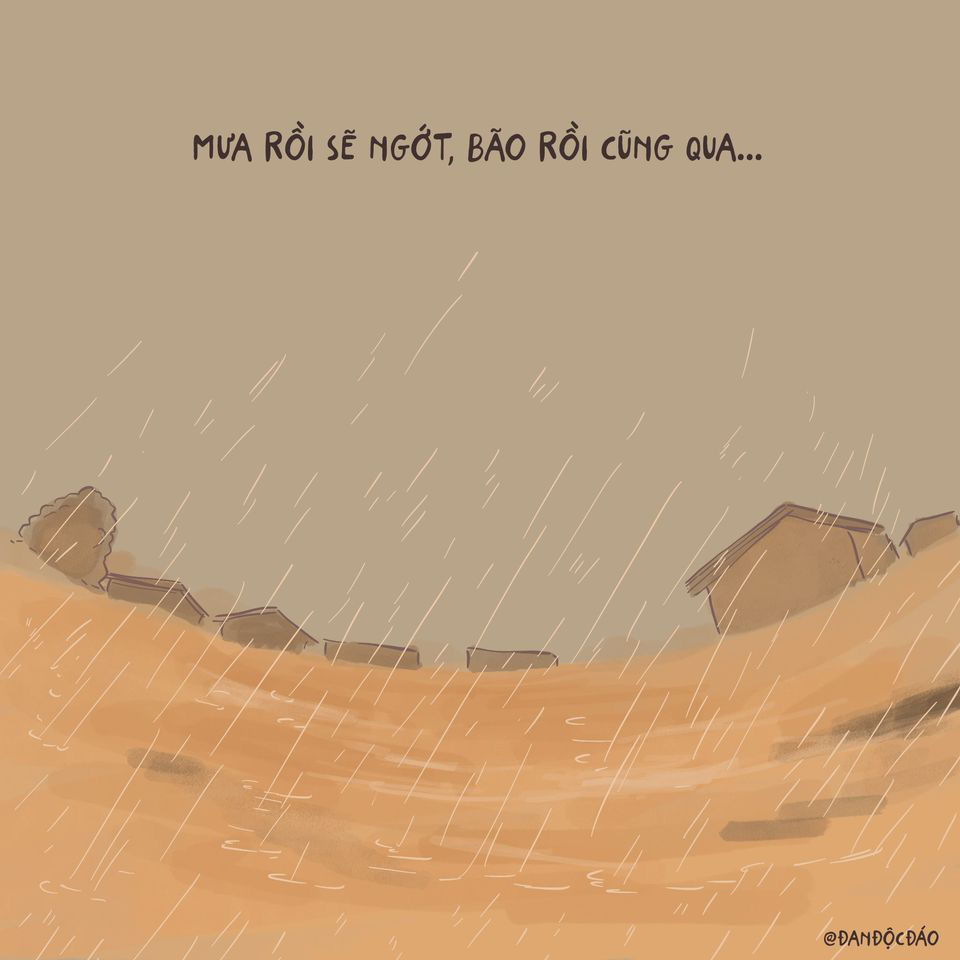 MƯA RỒI SẼ NGỚT, BÃO RỒI CŨNG QUA...
@ĐANĐỘCĐÁO